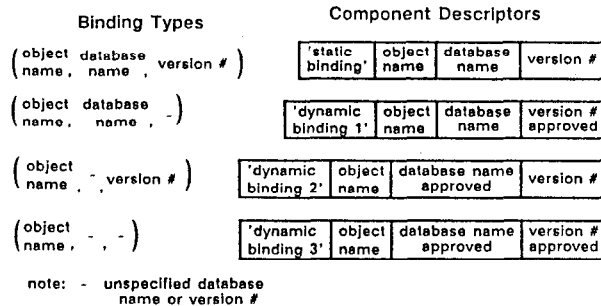 Binding Types
Component Descriptors
(object name, database name, version #)
'static binding' object name database name version #
(object name, database name, -)
'dynamic binding 1' object name database name version # approved
(object name, -, version #)
'dynamic binding 2' object name database name approved version #
(object name, -, -)
'dynamic binding 3' object name database name approved version # approved
note: - unspecified database
name or version #